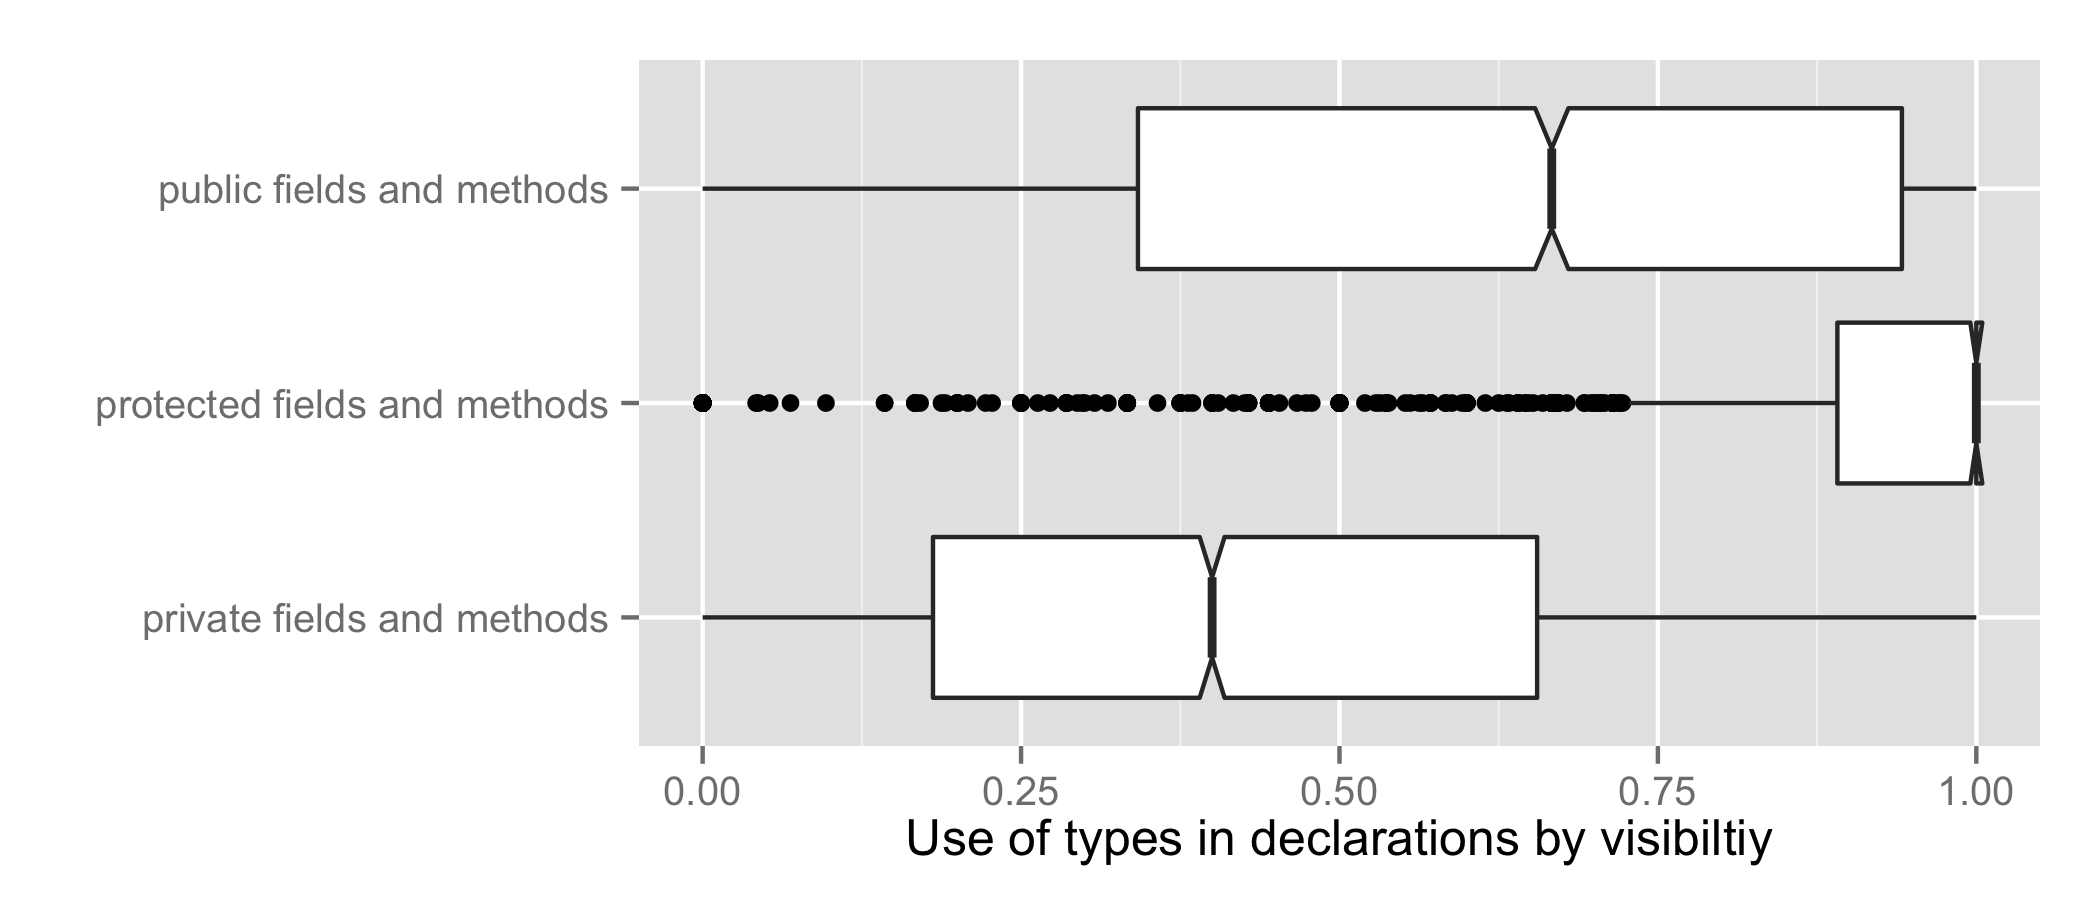 public fields and methods
protected fields and methods
private fields and methods
0.00 0.25 0.50 0.75 1.00
Use of types in declarations by visibiltiy